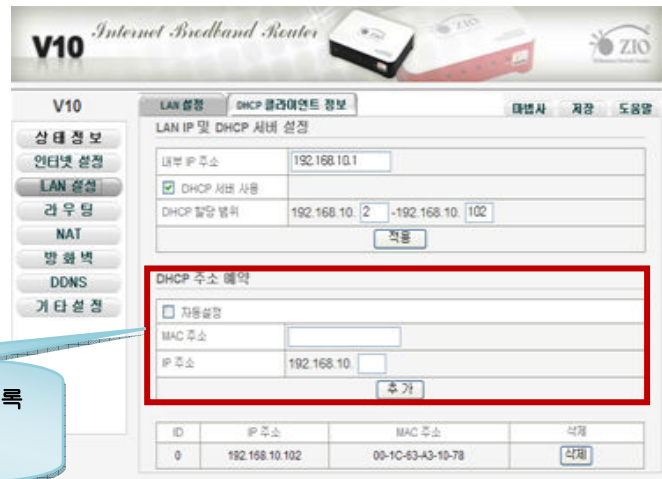 V10 Internet Brodband Router ZIO
V10
상태정보
인터넷 설정
LAN 설정
라우팅
NAT
방화벽
DDNS
기타설정
LAN 설정 DHCP 클라이언트 정보 마법사 저장 도움말
LAN IP 및 DHCP 서버 설정
내부 IP 주소 192.168.10.1
DHCP 서버 사용
DHCP 할당 범위 192.168.10. 2 -192.168.10. 102
적용
DHCP 주소 예약
자동설정
MAC 주소
IP 주소 192.168.10.
추가
ID IP 주소 MAC 주소 삭제
0 192.168.10.102 00-1C-63-A3-10-78 삭제
록